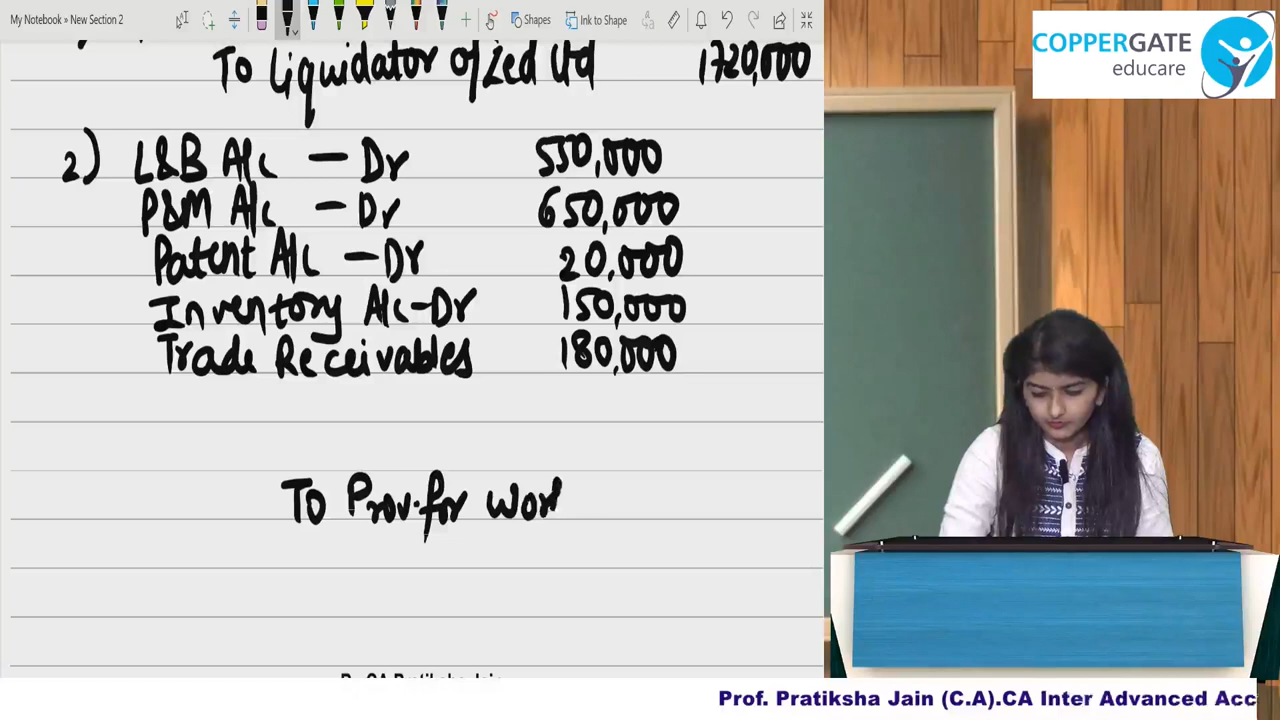 My Notebook » New Section 2
Shapes
Ink to Shape
To Liquidator of Zed Ltd 1720,000
2) L&B A/c — Dr 550,000
P&M A/c — Dr 650,000
Patent A/c — Dr 20,000
Inventory A/c - Dr 150,000
Trade Receivables 180,000
To Prov. for Work
COPPERGATE
educare
Prof. Pratiksha Jain (C.A).CA Inter Advanced Acc